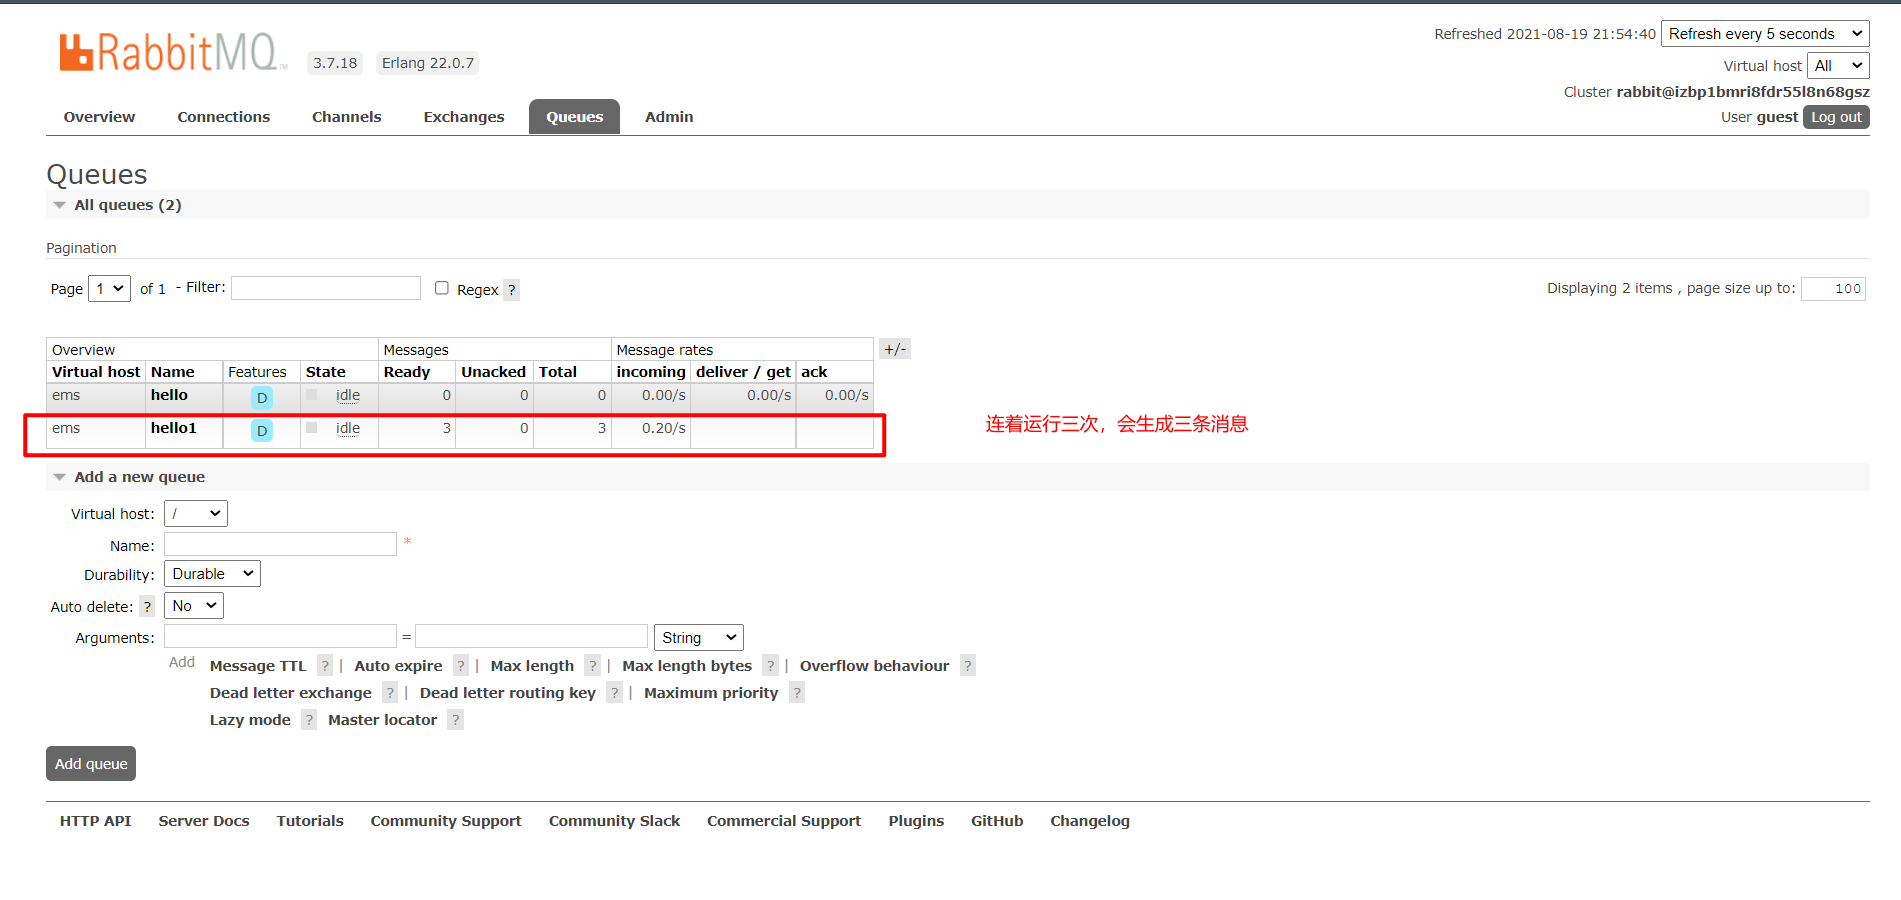 RabbitMQ TM 3.7.18 Erlang 22.0.7
Refreshed 2021-08-19 21:54:40 Refresh every 5 seconds
Virtual host All
Cluster rabbit@izbp1bmri8fdr55l8n68gsz
User guest Log out
Overview Connections Channels Exchanges Queues Admin
Queues
All queues (2)
Pagination
Page 1 of 1 - Filter: Regex ? Displaying 2 items , page size up to: 100
Overview Messages Message rates +/-
Virtual host Name Features State Ready Unacked Total incoming deliver / get ack
ems hello D idle 0 0 0 0.00/s 0.00/s 0.00/s
ems hello1 D idle 3 0 3 0.20/s
连着运行三次，会生成三条消息
Add a new queue
Virtual host: /
Name: *
Durability: Durable
Auto delete: ? No
Arguments: = String
Add Message TTL ? | Auto expire ? | Max length ? | Max length bytes ? | Overflow behaviour ?
Dead letter exchange ? | Dead letter routing key ? | Maximum priority ?
Lazy mode ? Master locator ?
Add queue
HTTP API Server Docs Tutorials Community Support Community Slack Commercial Support Plugins GitHub Changelog